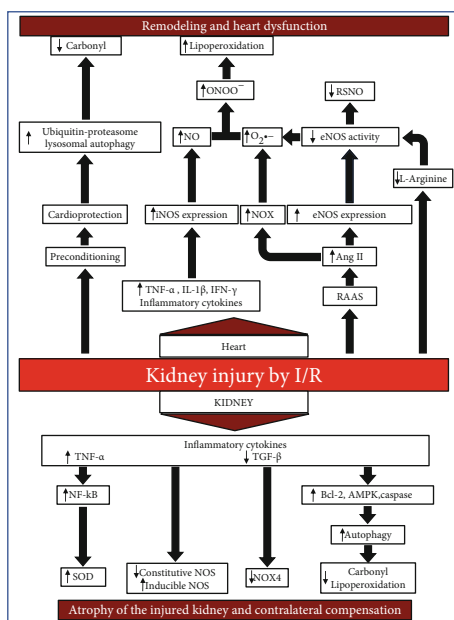 Remodeling and heart dysfunction
↓ Carbonyl
↑ Lipoperoxidation
↑ ONOO⁻
↓ RSNO
↑ Ubiquitin-proteasome
lysosomal autophagy
↑ NO
↑ O₂•−
↓ eNOS activity
↓ L-Arginine
Cardioprotection
↑ iNOS expression
↑ NOX
↑ eNOS expression
Preconditioning
↑ Ang II
↑ TNF-α , IL-1β, IFN-γ
Inflammatory cytokines
RAAS
Heart
Kidney injury by I/R
KIDNEY
Inflammatory cytokines
↑ TNF-α
↓ TGF-β
↑ NF-kB
↑ Bcl-2, AMPK,caspase
↑ Autophagy
↑ SOD
↓ Constitutive NOS
↑ Inducible NOS
↓ NOX4
↓ Carbonyl
Lipoperoxidation
Atrophy of the injured kidney and contralateral compensation